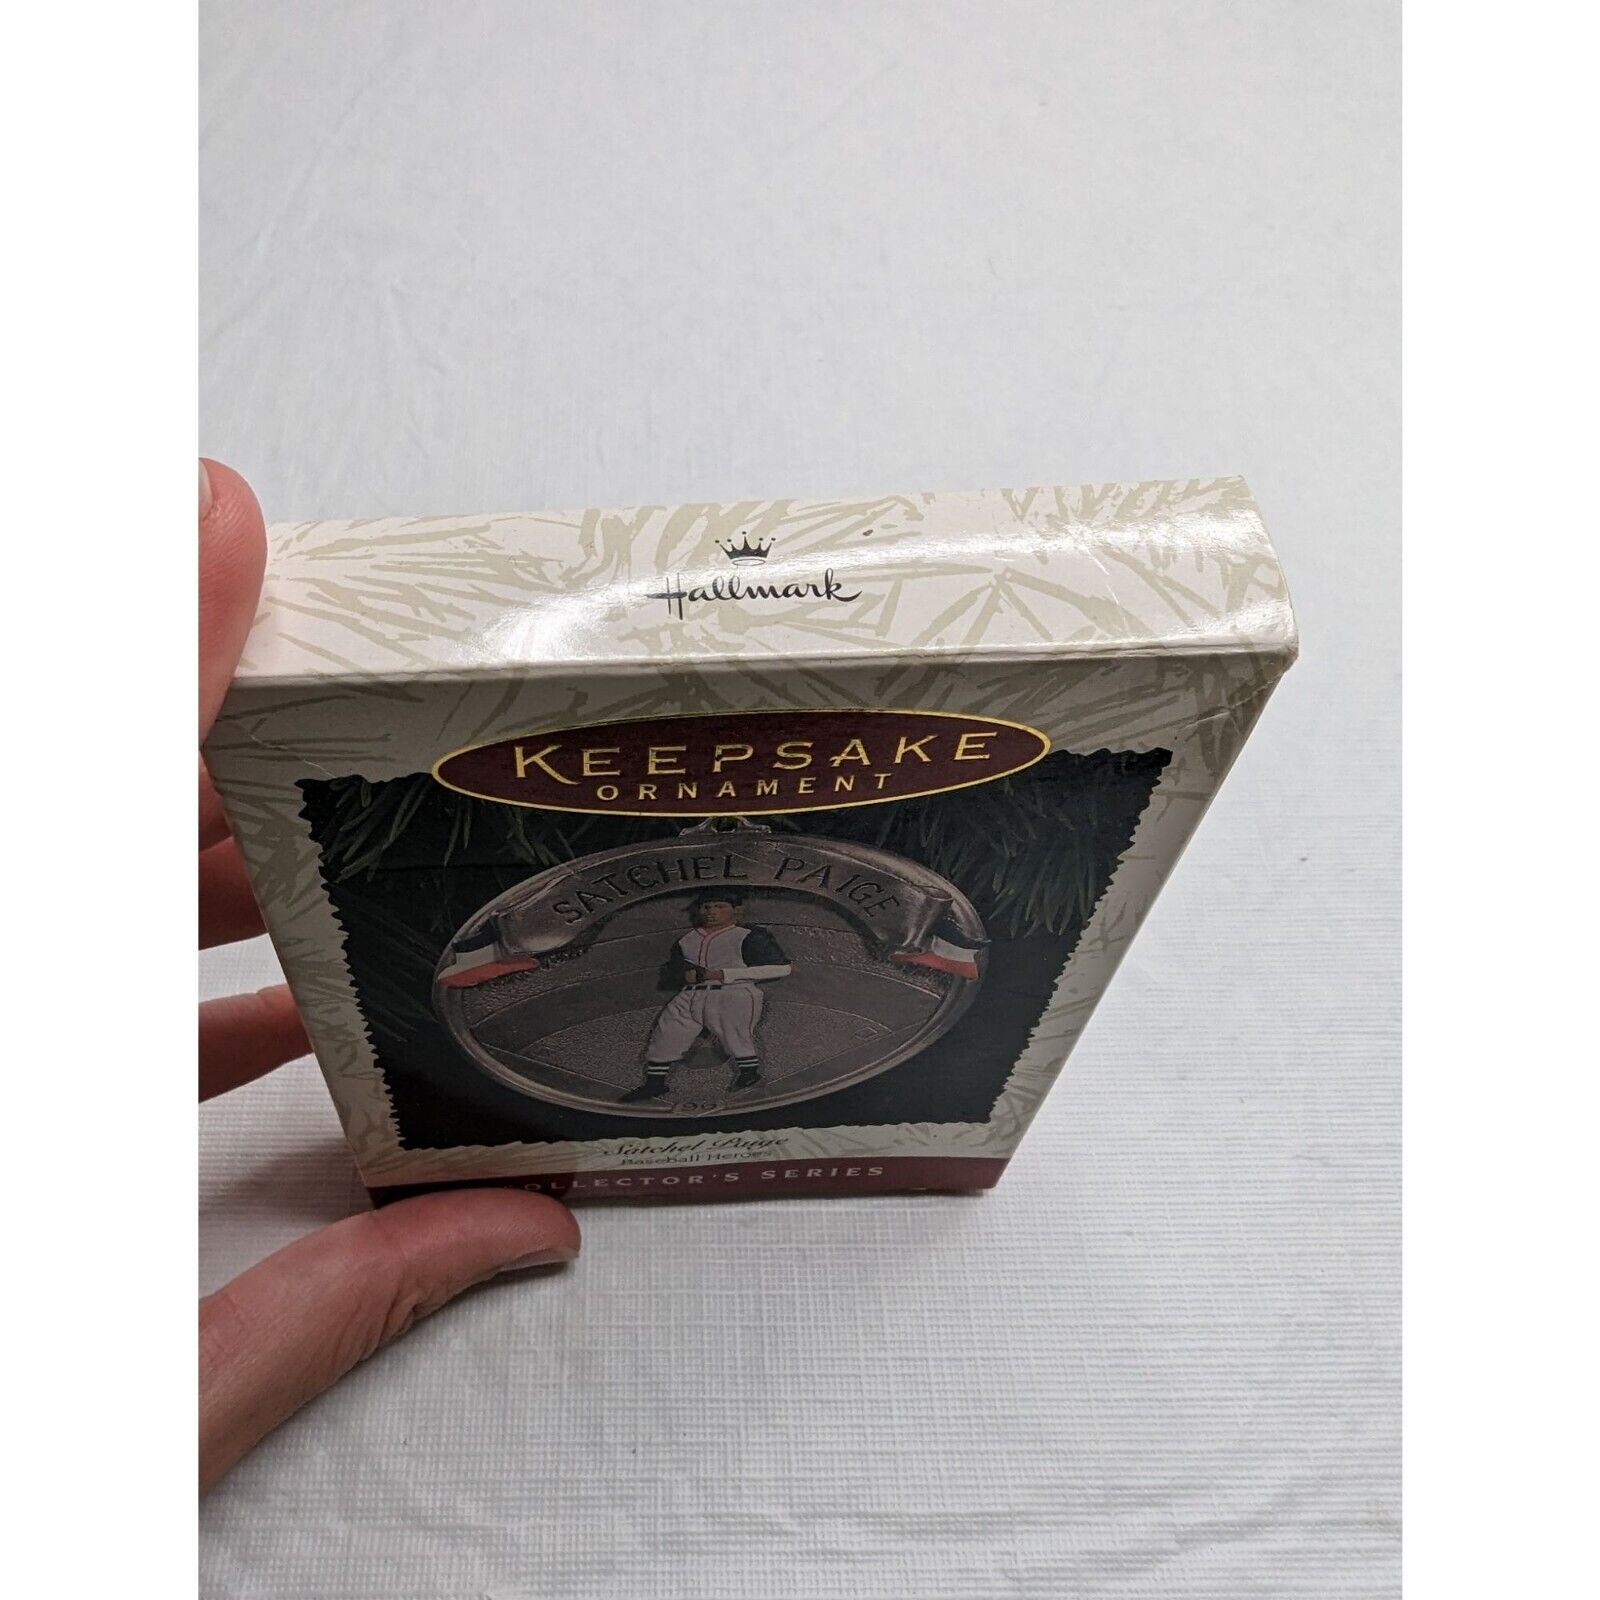 Hallmark
KEEPSAKE
ORNAMENT
SATCHEL PAIGE
Satchel Paige
Baseball Heroes
COLLECTOR'S SERIES